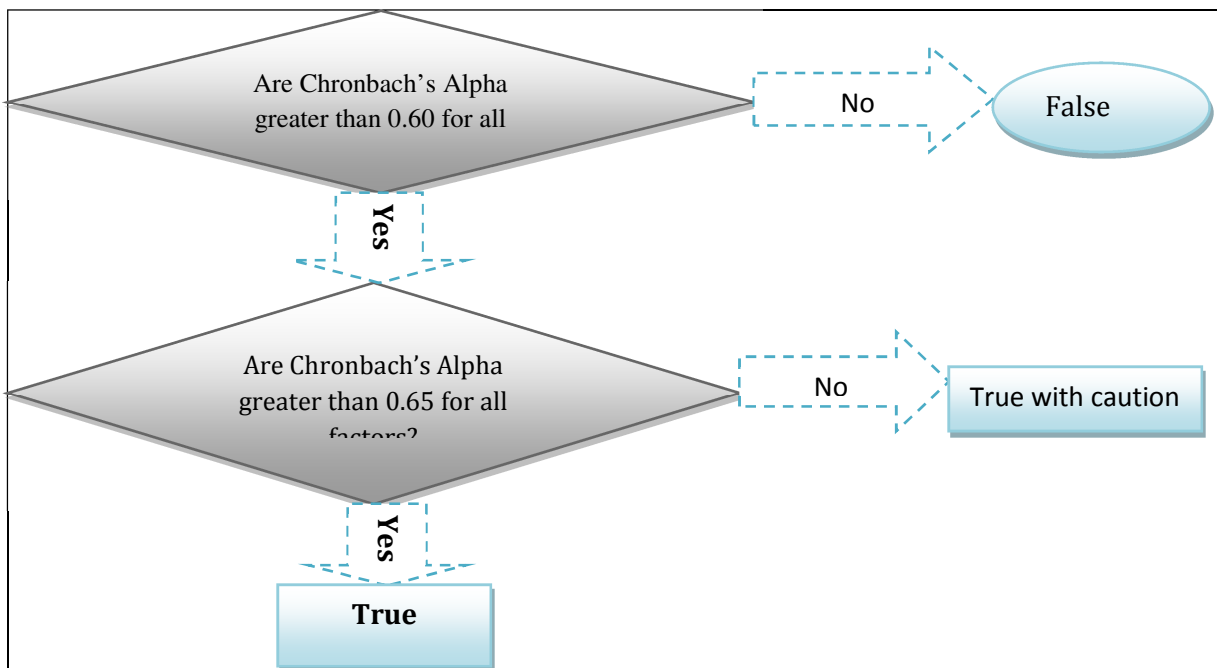 Are Chronbach's Alpha
greater than 0.60 for all
No
False
Yes
Are Chronbach's Alpha
greater than 0.65 for all
factors?
No
True with caution
Yes
True